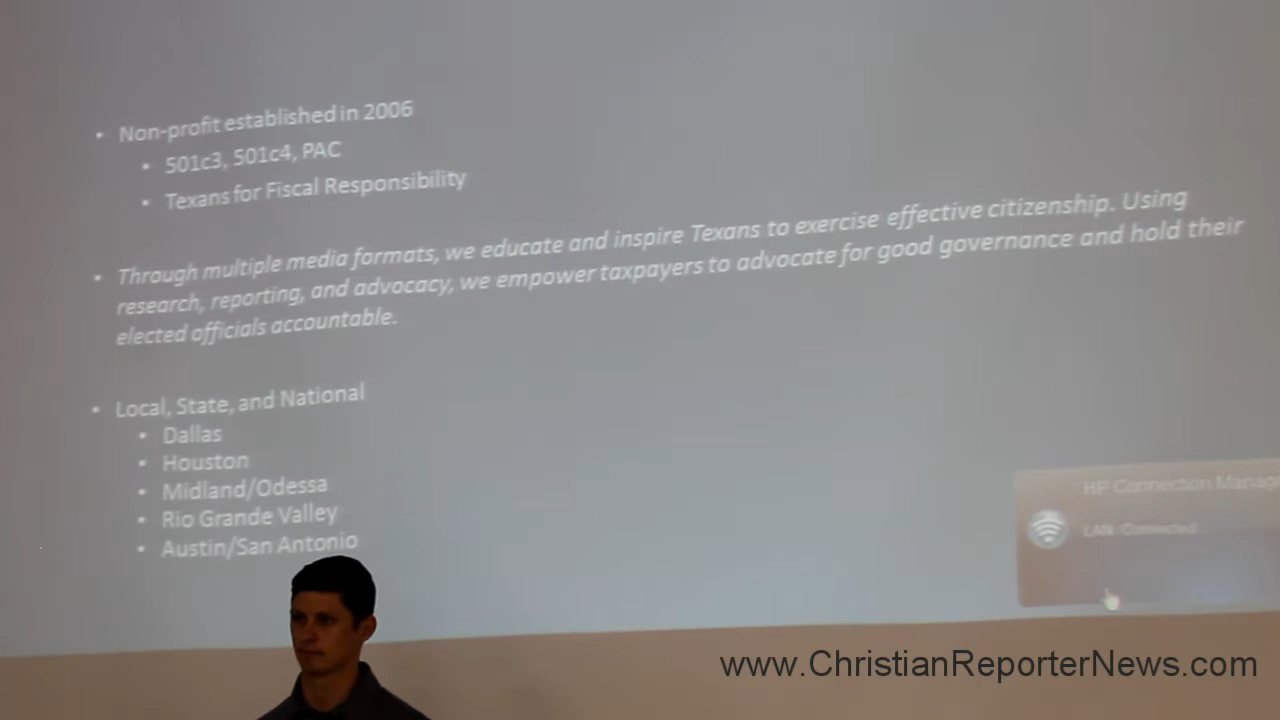 • Non-profit established in 2006
• 501c3, 501c4, PAC
• Texans for Fiscal Responsibility
• Through multiple media formats, we educate and inspire Texans to exercise effective citizenship. Using
research, reporting, and advocacy, we empower taxpayers to advocate for good governance and hold their
elected officials accountable.
• Local, State, and National
• Dallas
• Houston
• Midland/Odessa
• Rio Grande Valley
• Austin/San Antonio
HP Connection Manag
LAN: Connected
www.ChristianReporterNews.com